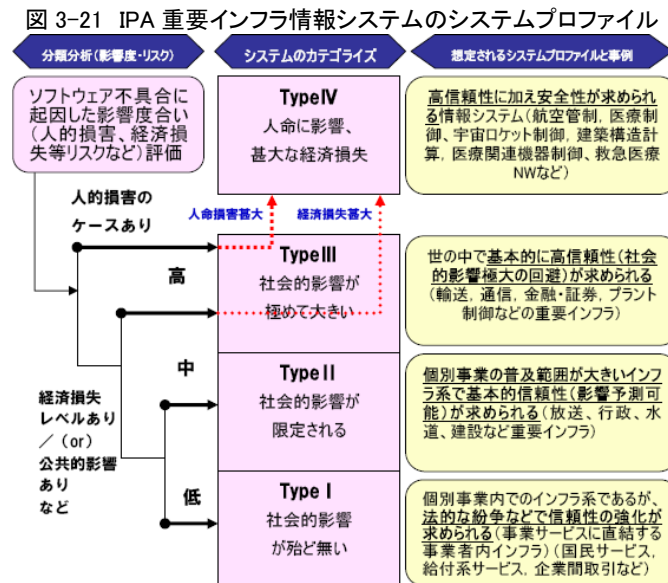 図 3-21 IPA 重要インフラ情報システムのシステムプロファイル
分類分析(影響度・リスク)
システムのカテゴライズ
想定されるシステムプロファイルと事例
ソフトウェア不具合に
起因した影響度合い
(人的損害、経済損
失等リスクなど)評価
TypeⅣ
人命に影響、
甚大な経済損失
高信頼性に加え安全性が求められ
る情報システム(航空管制, 医療制
御、宇宙ロケット制御, 建築構造計
算, 医療関連機器制御、救急医療
NWなど)
人的損害の
ケースあり
人命損害甚大
経済損失甚大
高
TypeⅢ
社会的影響が
極めて大きい
世の中で基本的に高信頼性(社会
的影響極大の回避)が求められる
(輸送、通信、金融・証券、プラント
制御などの重要インフラ)
中
TypeⅡ
社会的影響が
限定される
個別事業の普及範囲が大きいインフ
ラ系で基本的信頼性(影響予測可
能)が求められる(放送、行政、水
道、建設など重要インフラ)
経済損失
レベルあり
/(or)
公共的影響
あり
など
低
TypeⅠ
社会的影響
が殆ど無い
個別事業内でのインフラ系であるが、
法的な紛争などで信頼性の強化が
求められる(事業サービスに直結する
事業者内インフラ)(国民サービス,
給付系サービス, 企業間取引など)